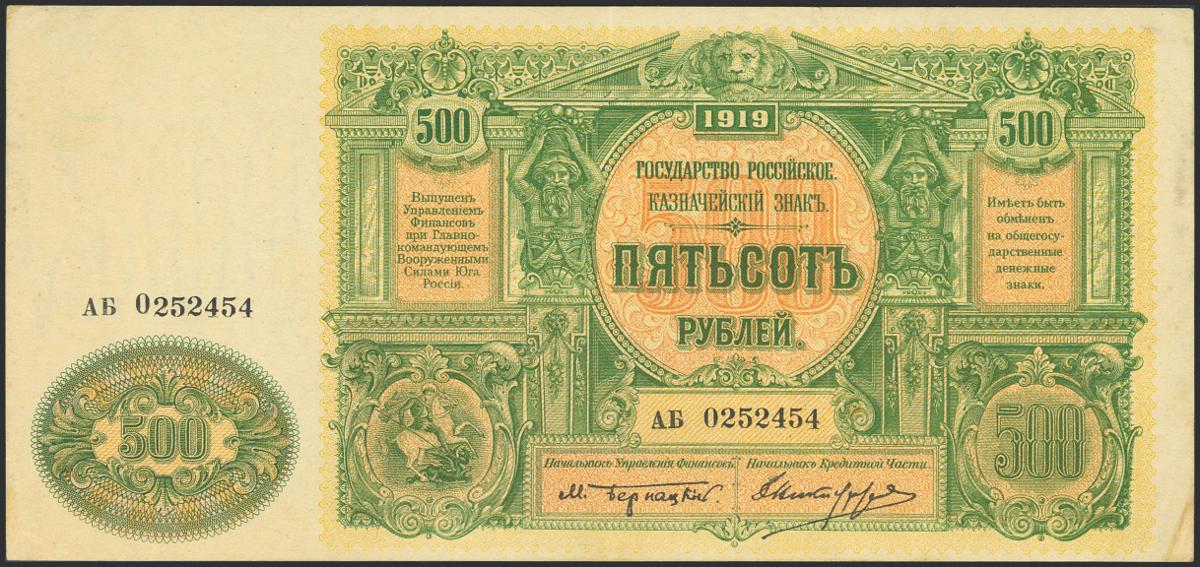 500
1919
500
ГОСУДАРСТВО РОССІЙСКОЕ.
КАЗНАЧЕЙСКІЙ ЗНАКЪ.
500
ПЯТЬСОТЪ
РУБЛЕЙ.
Выпущенъ
Управленіемъ
Финансовъ
при Главно-
командующемъ
Вооруженными
Силами Юга
Россіи.
Имѣетъ быть
обмѣненъ
на общегосу-
дарственные
денежные
знаки.
АБ 0252454
500
АБ 0252454
500
Начальникъ Управленія Финансовъ
Начальникъ Кредитной Части.
М. Бернацкій.